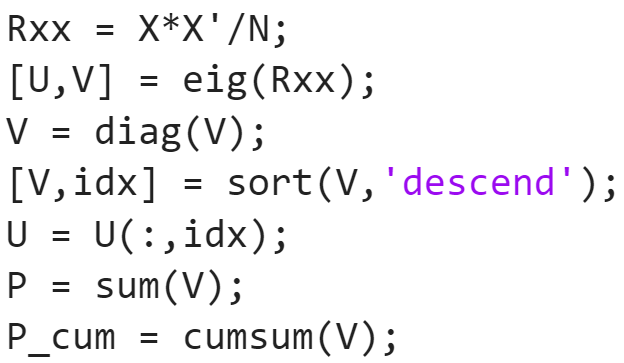 Rxx = X*X'/N;
[U,V] = eig(Rxx);
V = diag(V);
[V,idx] = sort(V,'descend');
U = U(:,idx);
P = sum(V);
P_cum = cumsum(V);